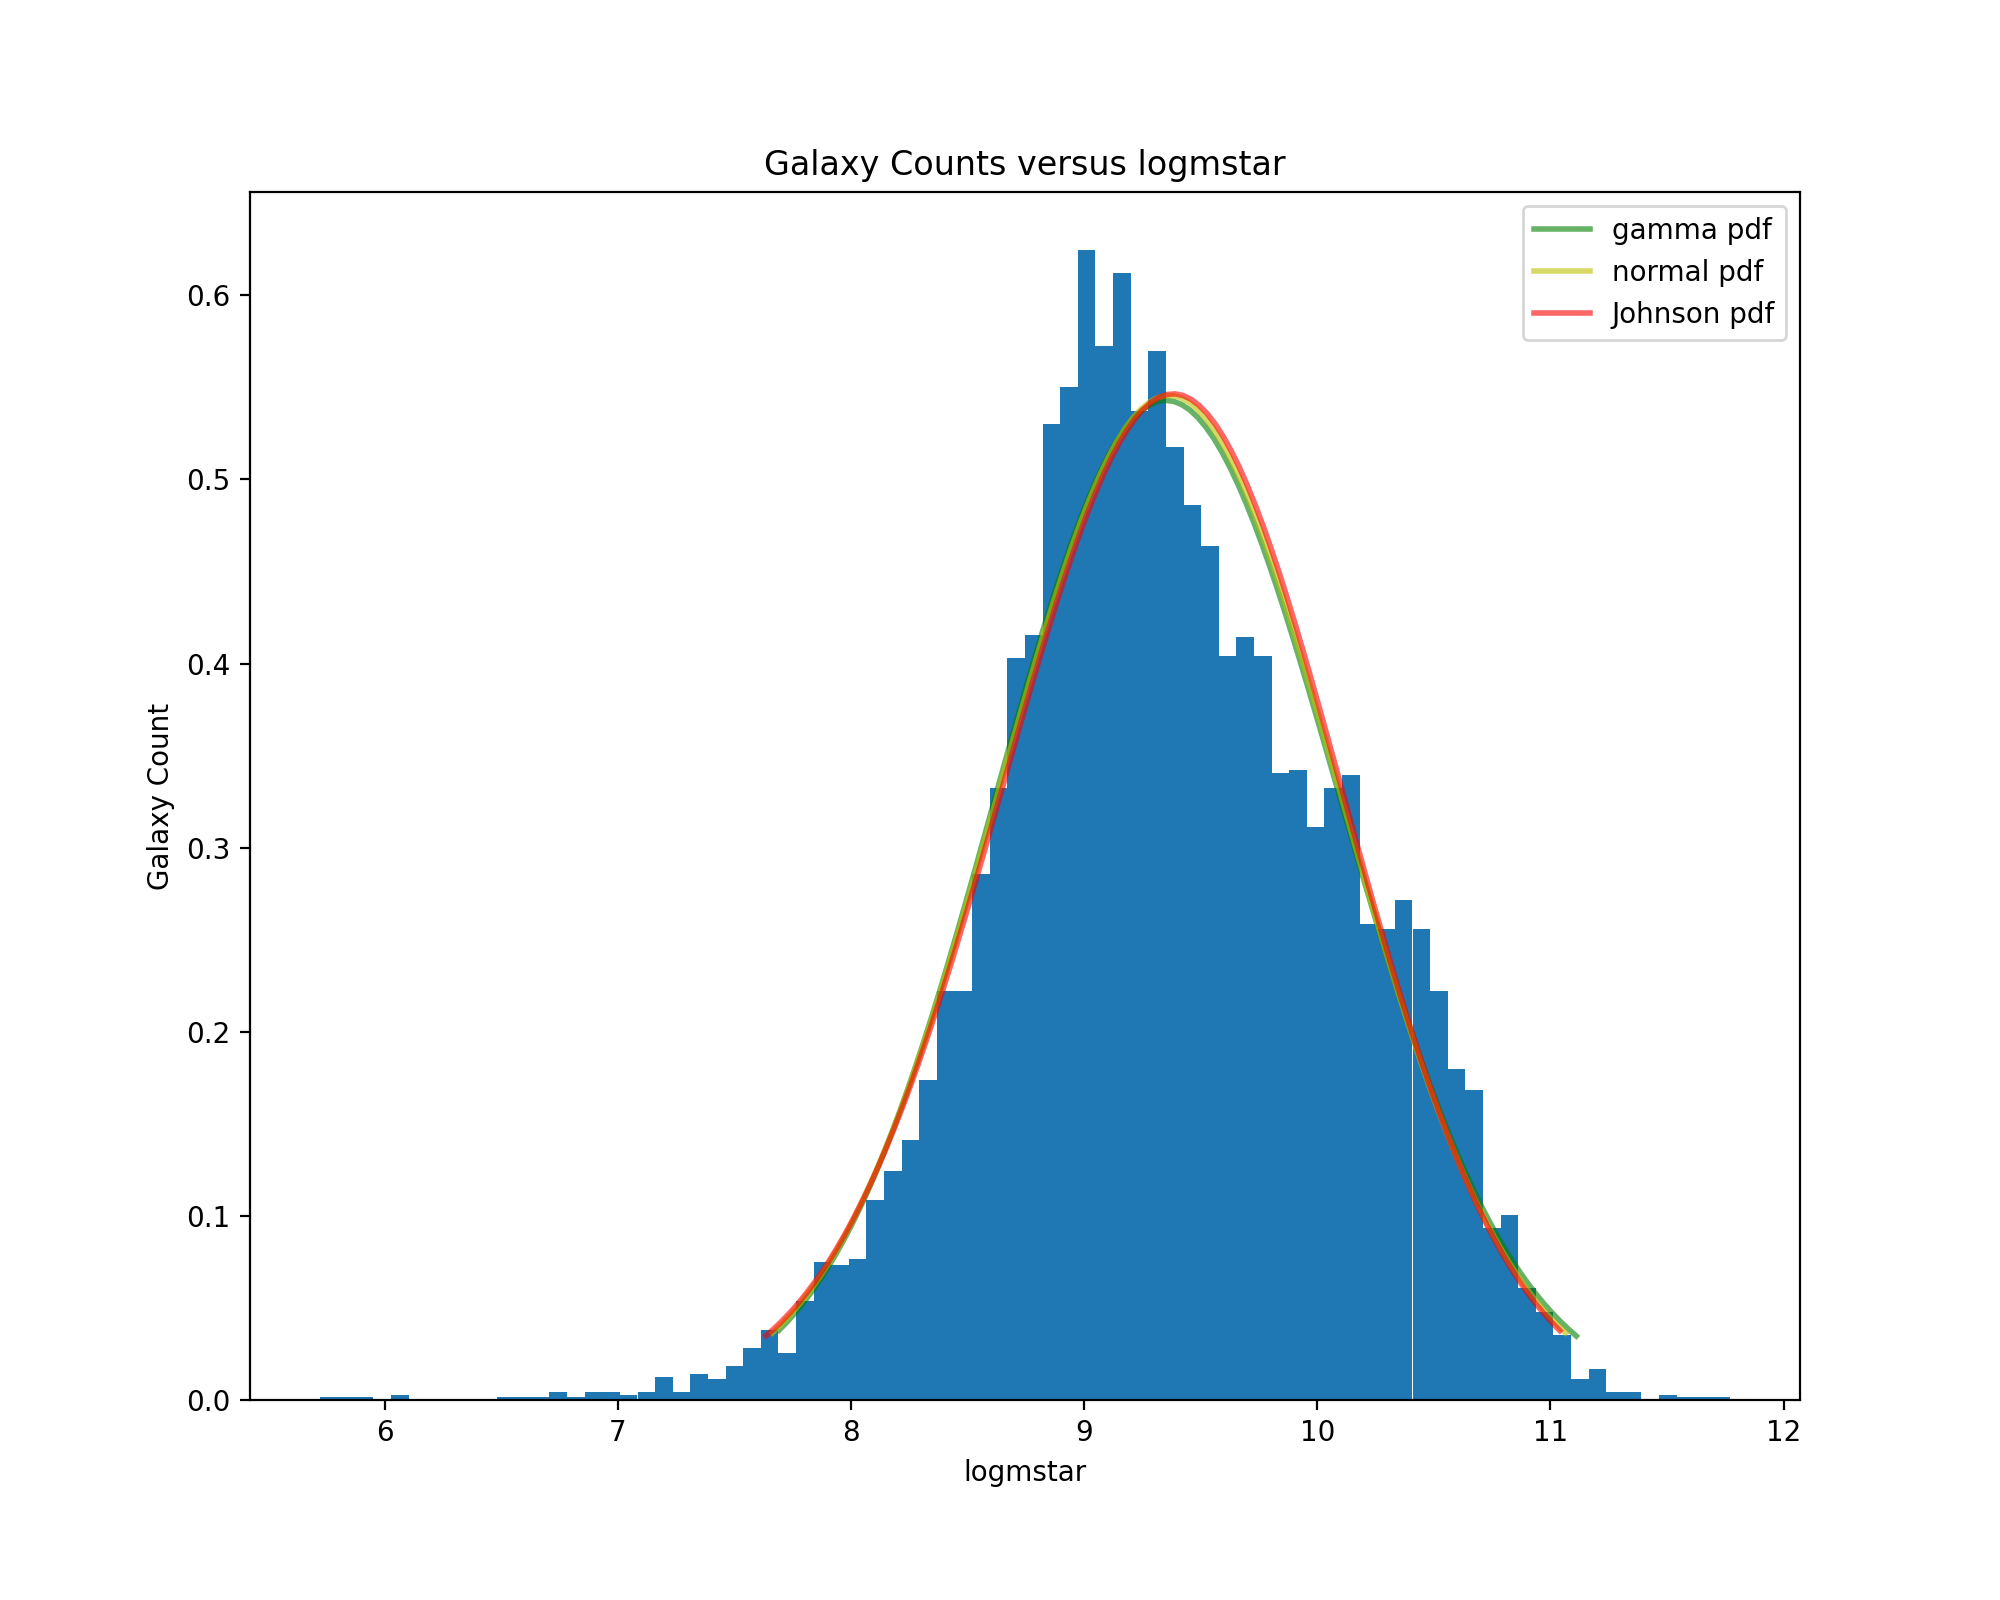 Galaxy Counts versus logmstar
gamma pdf
normal pdf
Johnson pdf
0.6
0.5
0.4
0.3
0.2
0.1
0.0
Galaxy Count
6 7 8 9 10 11 12
logmstar